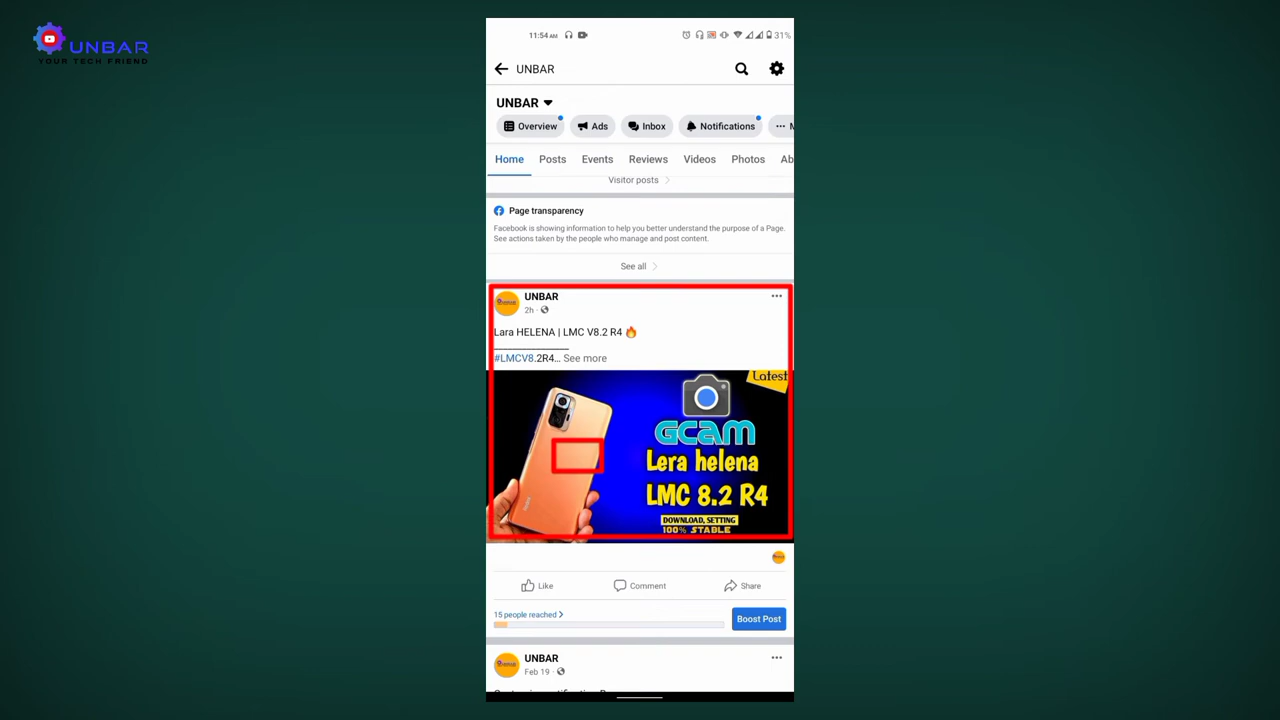 UNBAR
YOUR TECH FRIEND
11:54 AM
31%
UNBAR
UNBAR
Overview
Ads
Inbox
Notifications
Home
Posts
Events
Reviews
Videos
Photos
Ab
Visitor posts
Page transparency
Facebook is showing information to help you better understand the purpose of a Page.
See actions taken by the people who manage and post content.
See all
UNBAR
2h ·
Lara HELENA | LMC V8.2 R4 🔥
_______________
#LMCV8.2R4... See more
Latest
GCam
Lera helena
LMC 8.2 R4
DOWNLOAD, SETTING
100% STABLE
Like
Comment
Share
15 people reached
Boost Post
UNBAR
Feb 19 ·